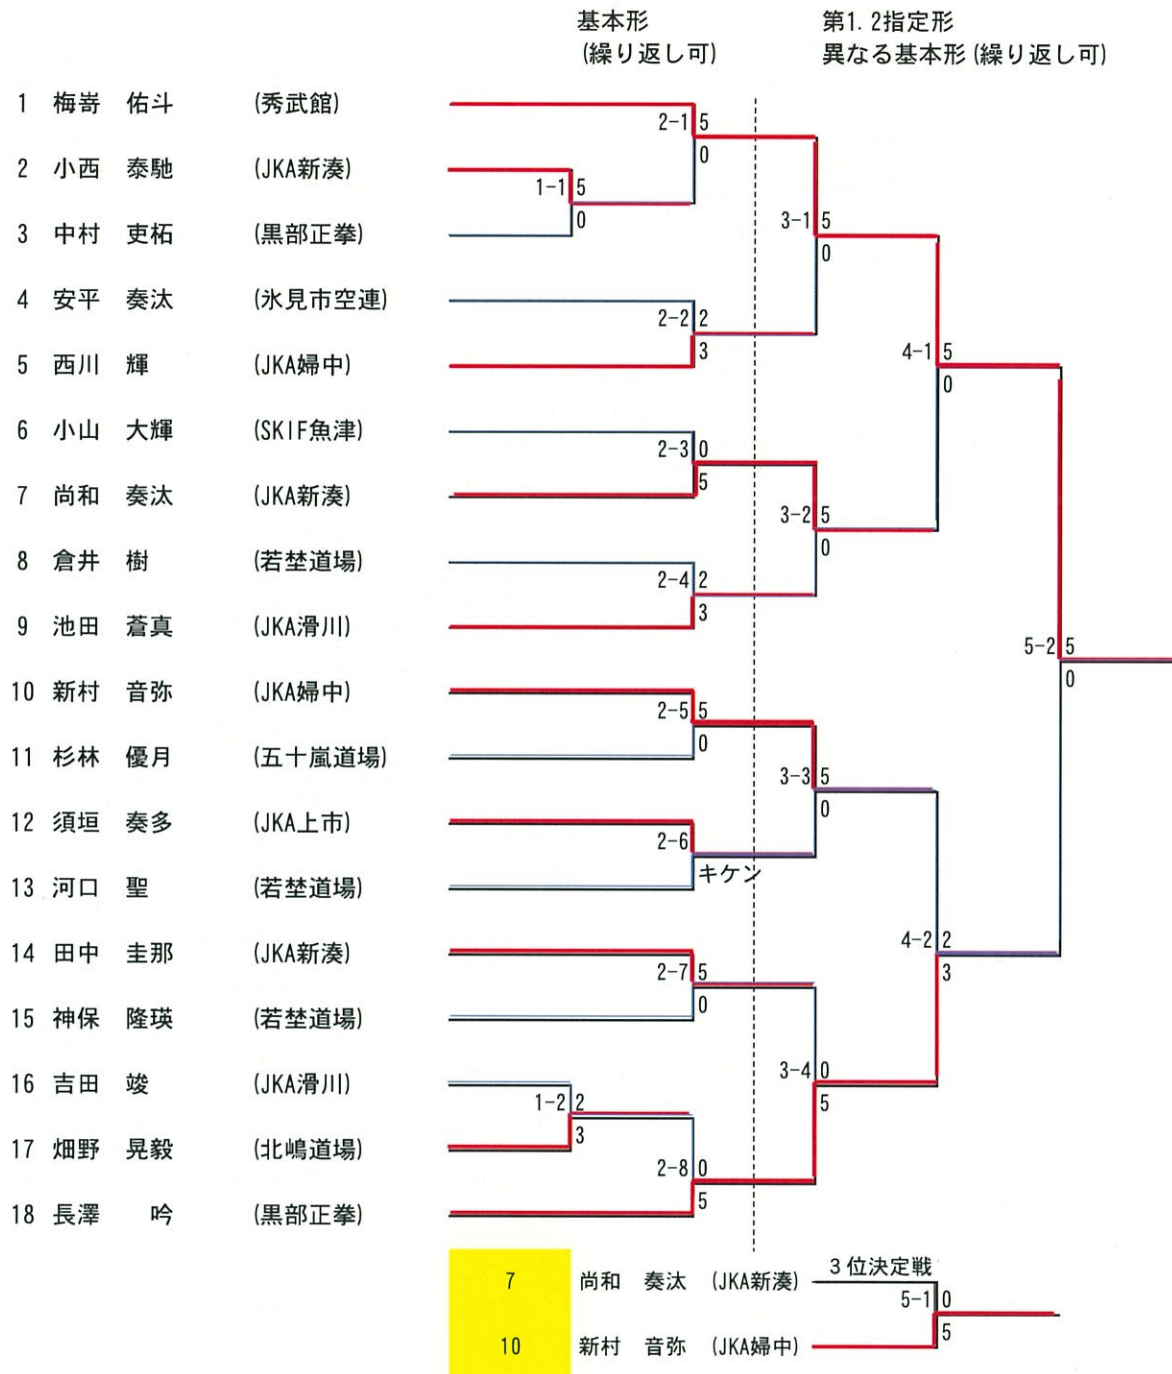 基本形 第1.2指定形
(繰り返し可) 異なる基本形(繰り返し可)
1 梅嵜 佑斗 (秀武館)
2-1 5
0
2 小西 泰馳 (JKA新湊)
1-1 5
0
3 中村 吏柘 (黒部正拳)
3-1 5
0
4 安平 奏汰 (氷見市空連)
2-2 2
3
5 西川 輝 (JKA婦中)
4-1 5
0
6 小山 大輝 (SKIF魚津)
2-3 0
5
7 尚和 奏汰 (JKA新湊)
3-2 5
0
8 倉井 樹 (若埜道場)
2-4 2
3
9 池田 蒼真 (JKA滑川)
5-2 5
0
10 新村 音弥 (JKA婦中)
2-5 5
0
11 杉林 優月 (五十嵐道場)
3-3 5
0
12 須垣 奏多 (JKA上市)
2-6
キケン
13 河口 聖 (若埜道場)
4-2 2
3
14 田中 圭那 (JKA新湊)
2-7 5
0
15 神保 隆瑛 (若埜道場)
3-4 0
5
16 吉田 竣 (JKA滑川)
1-2 2
3
17 畑野 晃毅 (北嶋道場)
2-8 0
5
18 長澤 吟 (黒部正拳)
3位決定戦
7 尚和 奏汰 (JKA新湊)
5-1 0
5
10 新村 音弥 (JKA婦中)